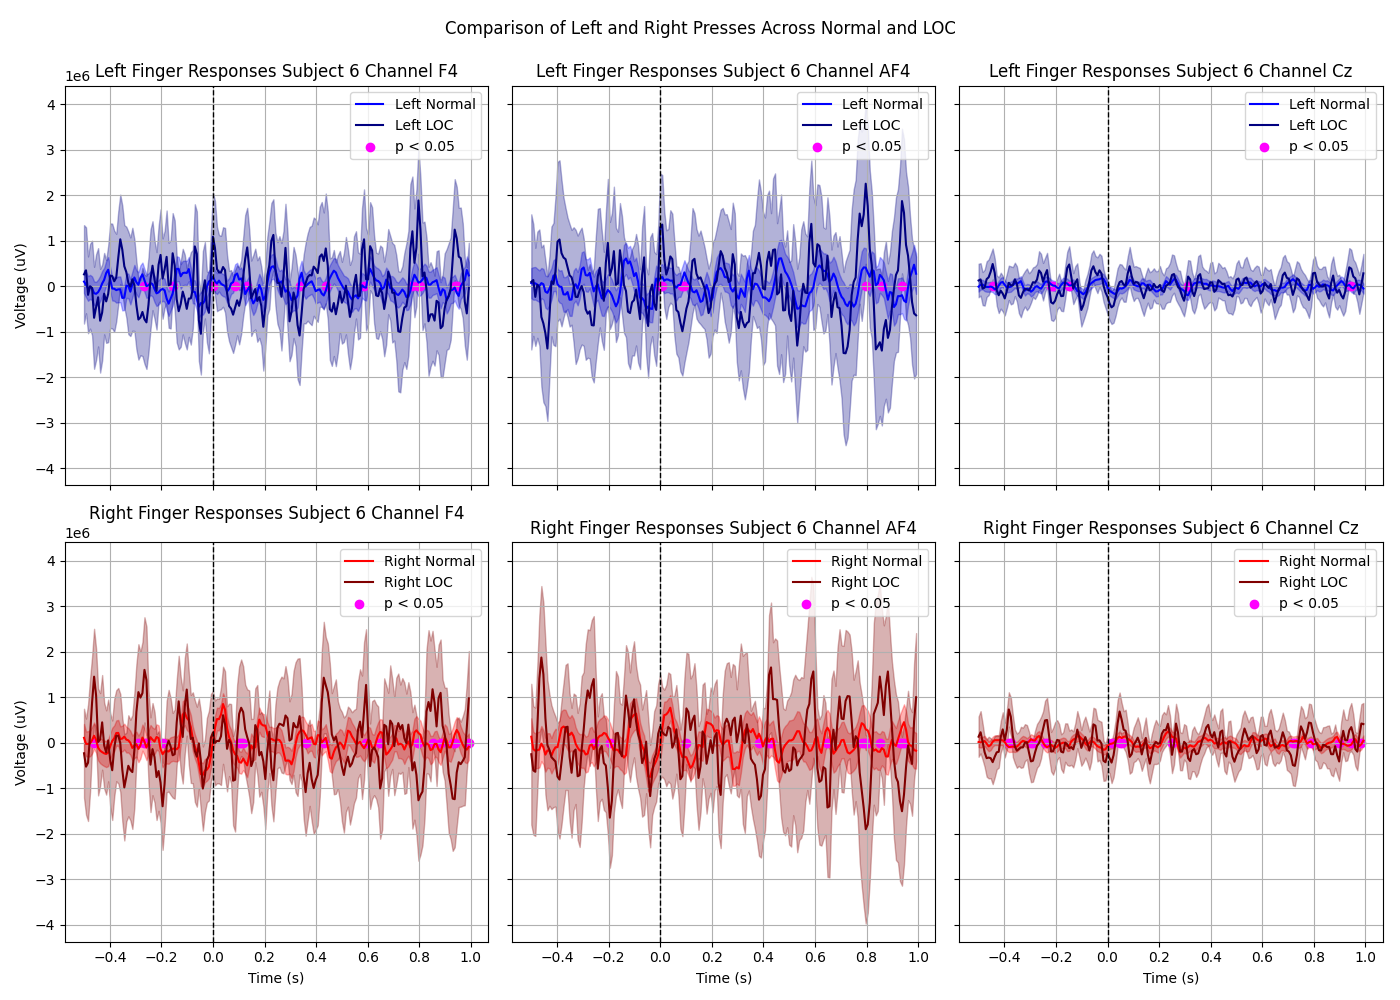 Comparison of Left and Right Presses Across Normal and LOC
Left Finger Responses Subject 6 Channel F4
1e6
Left Normal
Left LOC
p < 0.05
4
3
2
1
0
−1
−2
−3
−4
Voltage (uV)
Left Finger Responses Subject 6 Channel AF4
Left Normal
Left LOC
p < 0.05
Left Finger Responses Subject 6 Channel Cz
Left Normal
Left LOC
p < 0.05
Right Finger Responses Subject 6 Channel F4
1e6
Right Normal
Right LOC
p < 0.05
4
3
2
1
0
−1
−2
−3
−4
Voltage (uV)
−0.4 −0.2 0.0 0.2 0.4 0.6 0.8 1.0
Time (s)
Right Finger Responses Subject 6 Channel AF4
Right Normal
Right LOC
p < 0.05
−0.4 −0.2 0.0 0.2 0.4 0.6 0.8 1.0
Time (s)
Right Finger Responses Subject 6 Channel Cz
Right Normal
Right LOC
p < 0.05
−0.4 −0.2 0.0 0.2 0.4 0.6 0.8 1.0
Time (s)